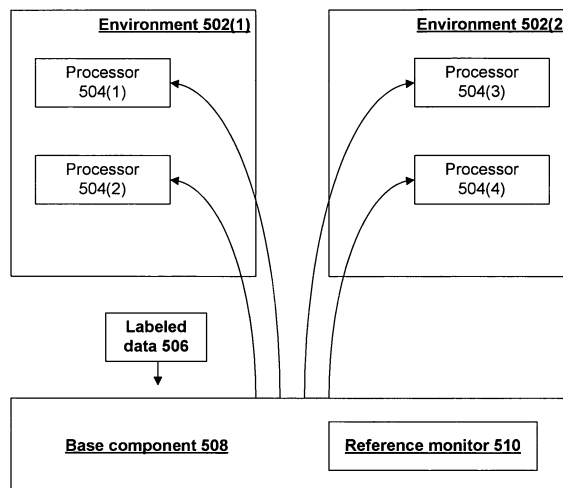 Environment 502(1)
Environment 502(2
Processor
504(1)
Processor
504(3)
Processor
504(2)
Processor
504(4)
Labeled
data 506
Base component 508
Reference monitor 510